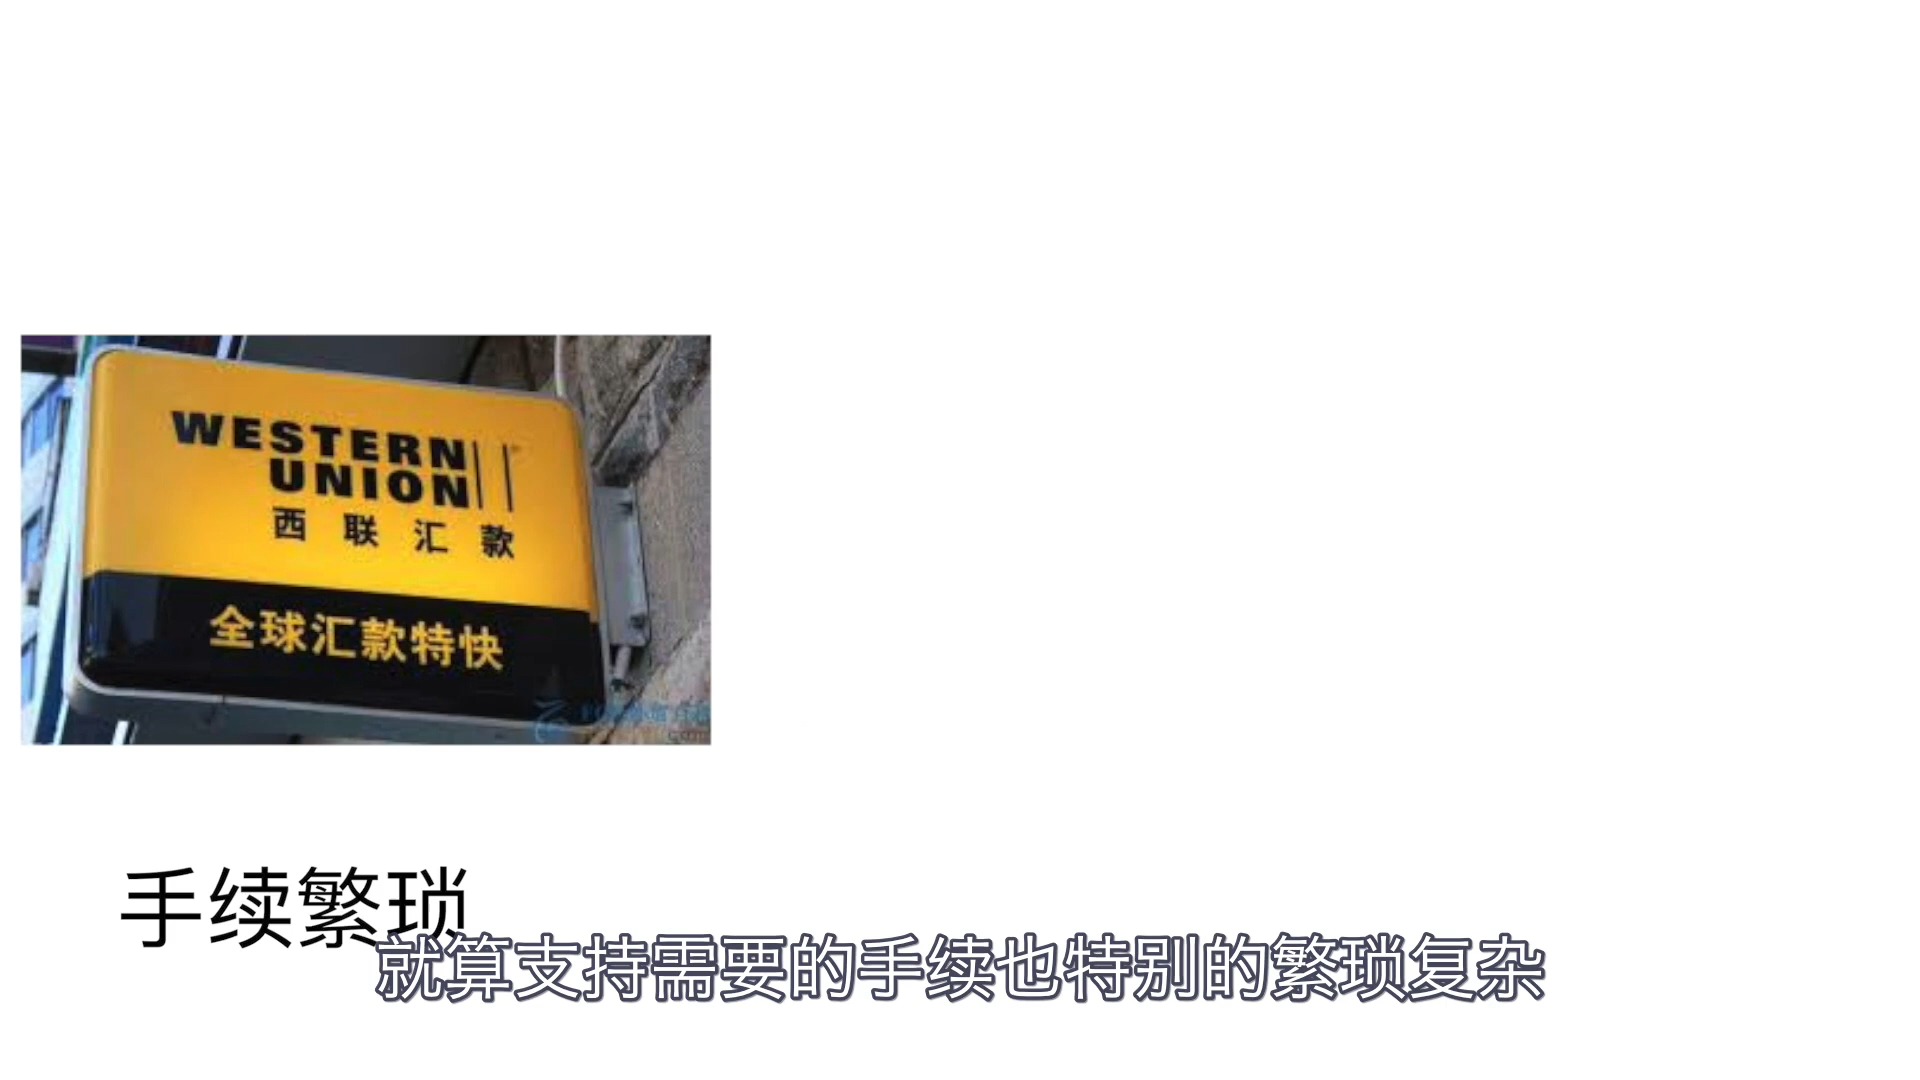 WESTERN
UNION
西联汇款
全球汇款特快
手续繁琐
就算支持需要的手续也特别的繁琐复杂